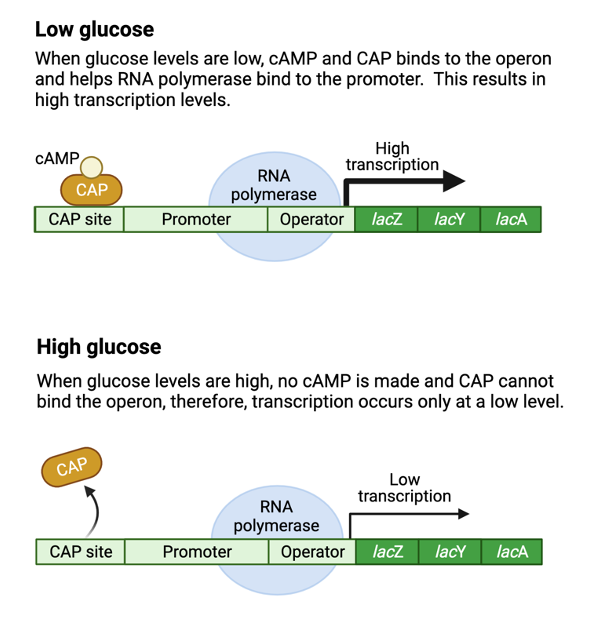 Low glucose
When glucose levels are low, cAMP and CAP binds to the operon
and helps RNA polymerase bind to the promoter. This results in
high transcription levels.
cAMP
CAP
RNA
polymerase
High
transcription
CAP site
Promoter
Operator
lacZ
lacY
lacA
High glucose
When glucose levels are high, no cAMP is made and CAP cannot
bind the operon, therefore, transcription occurs only at a low level.
CAP
RNA
polymerase
Low
transcription
CAP site
Promoter
Operator
lacZ
lacY
lacA